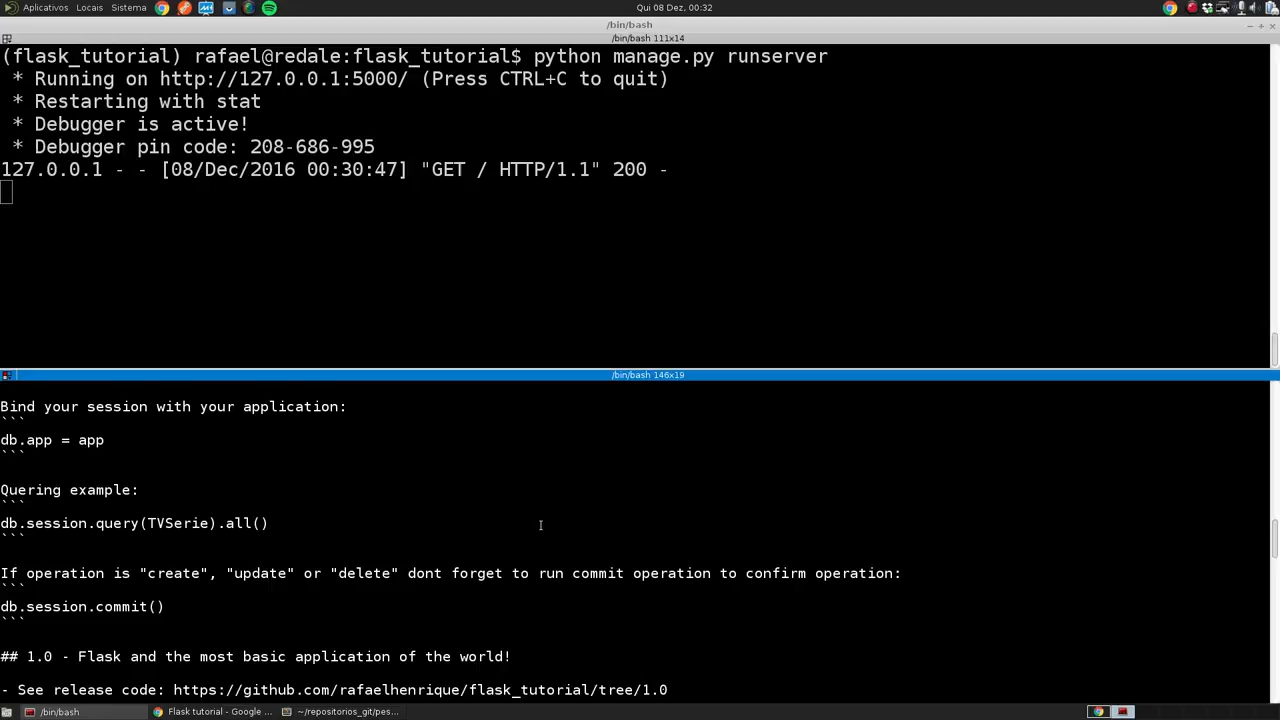 Aplicativos Locais Sistema Qui 08 Dez, 00:32
/bin/bash
/bin/bash 111x14
(flask_tutorial) rafael@redale:flask_tutorial$ python manage.py runserver
* Running on http://127.0.0.1:5000/ (Press CTRL+C to quit)
* Restarting with stat
* Debugger is active!
* Debugger pin code: 208-686-995
127.0.0.1 - - [08/Dec/2016 00:30:47] "GET / HTTP/1.1" 200 -
/bin/bash 146x19
Bind your session with your application:
```
db.app = app
```
Quering example:
```
db.session.query(TVSerie).all()
```
If operation is "create", "update" or "delete" dont forget to run commit operation to confirm operation:
```
db.session.commit()
```
## 1.0 - Flask and the most basic application of the world!
- See release code: https://github.com/rafaelhenrique/flask_tutorial/tree/1.0
/bin/bash Flask tutorial - Google ... ~/repositorios_git/pes...